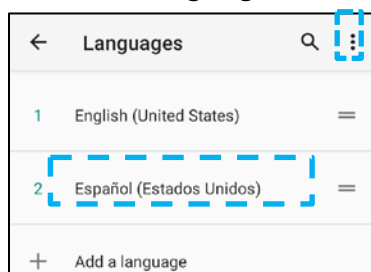 Languages
1 English (United States)
2 Español (Estados Unidos)
Add a language